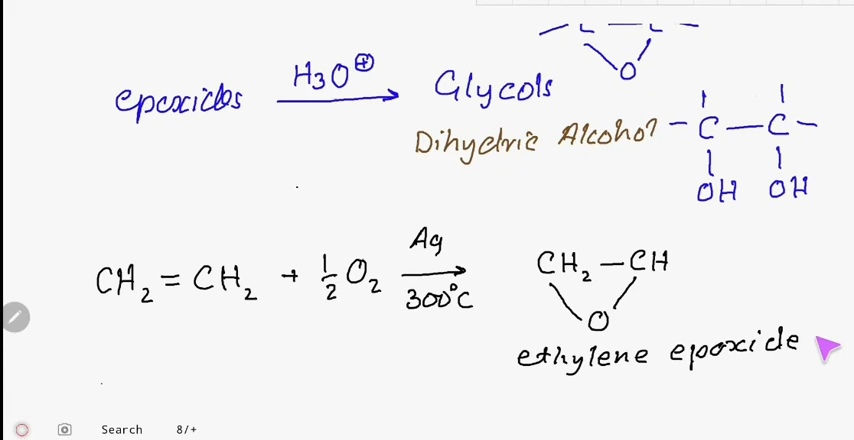 — C — C —
O
epoxides H3O⊕ → Glycols
Dihydric Alcohol
— C — C —
OH OH
CH2 = CH2 + 1/2 O2 Ag → 300°C CH2 — CH
O
ethylene epoxide
Search 8/+